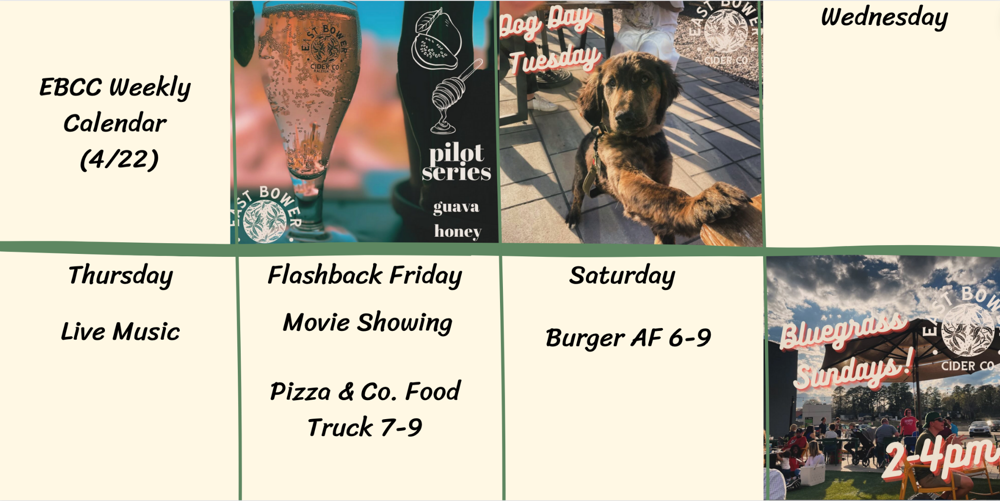 EBCC Weekly
Calendar
(4/22)
EAST BOWER
CIDER CO
RALEIGH, NC
pilot
series
guava
honey
EAST BOWER
Dog Day
Tuesday
EAST BOWER
CIDER CO
Wednesday
Thursday
Live Music
Flashback Friday
Movie Showing
Pizza & Co. Food
Truck 7-9
Saturday
Burger AF 6-9
Bluegrass
Sundays!
EAST BOW
CIDER CO
2-4pm